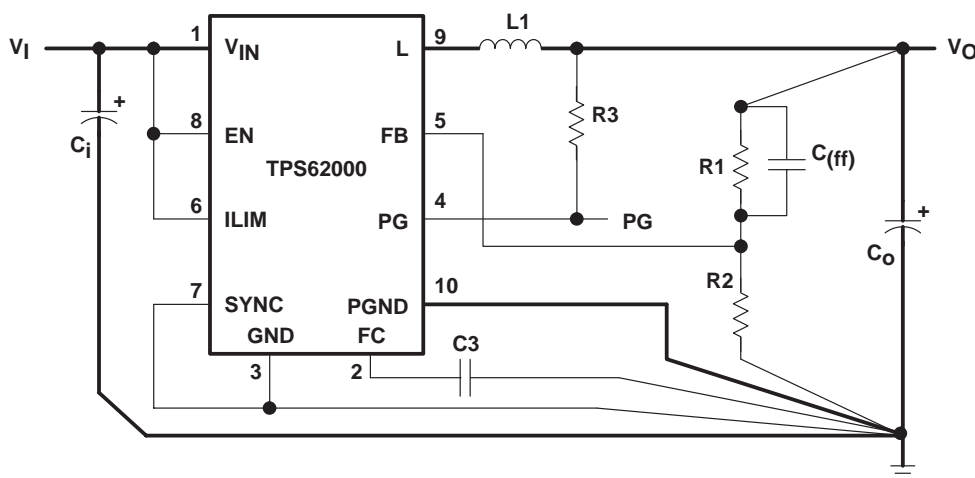 L1
VI 1 VIN L 9 VO
+
Ci
8 EN FB 5
R3
R1 C(ff)
TPS62000
6 ILIM PG 4 PG
+
Co
R2
7 SYNC PGND 10
GND FC
3 2
C3